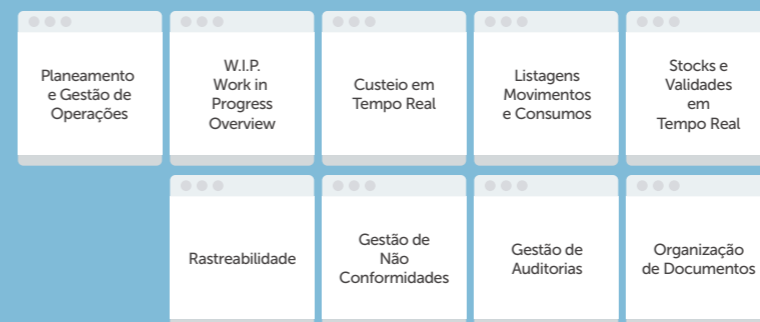 Planeamento
e Gestão de
Operações
W.I.P.
Work in
Progress
Overview
Custeio em
Tempo Real
Listagens
Movimentos
e Consumos
Stocks e
Validades
em
Tempo Real
Rastreabilidade
Gestão de
Não
Conformidades
Gestão de
Auditorias
Organização
de Documentos